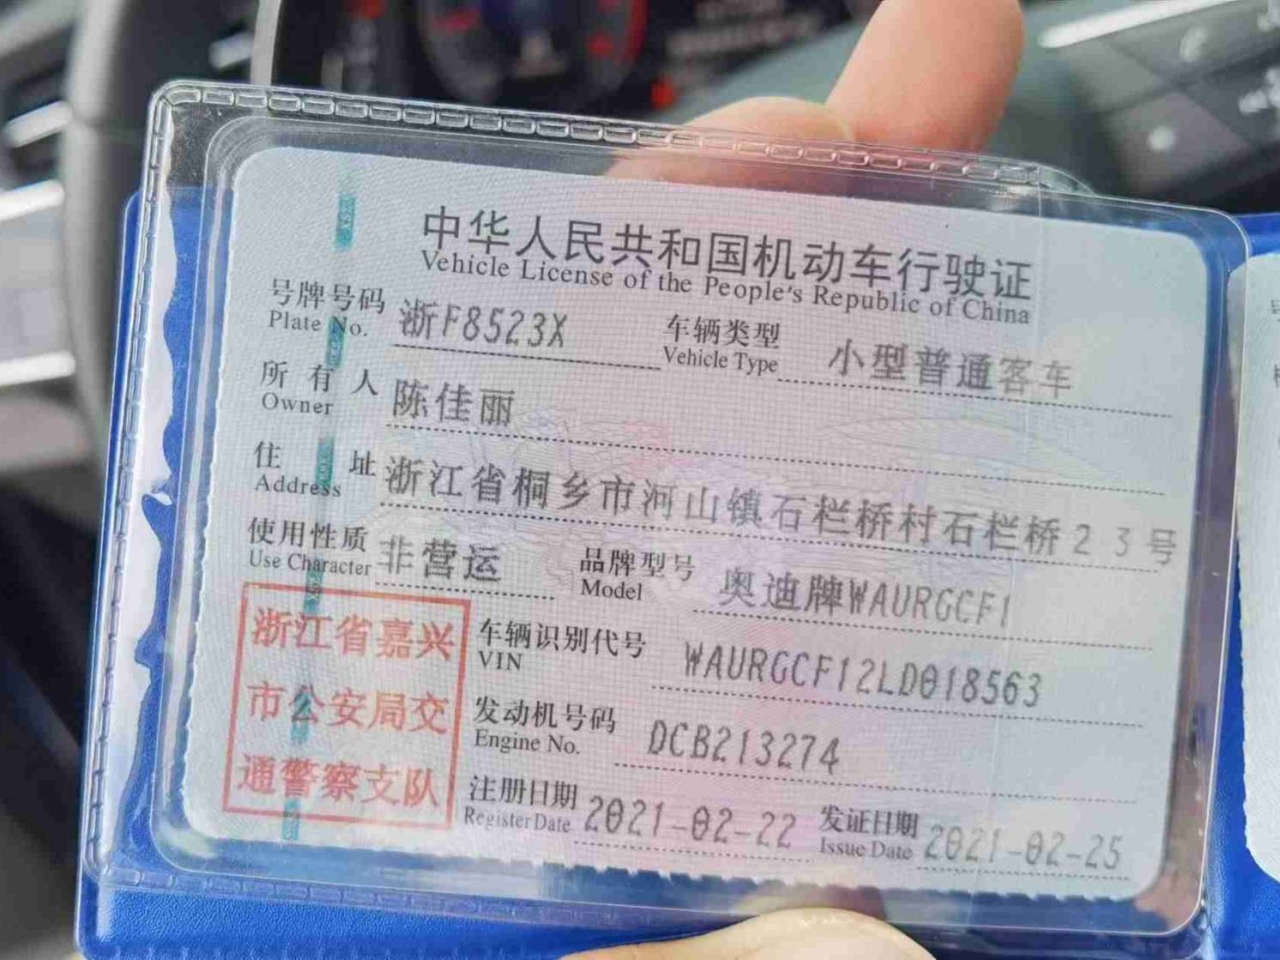 中华人民共和国机动车行驶证
Vehicle License of the People's Republic of China
号牌号码 浙F8523X 车辆类型 小型普通客车
Plate No. Vehicle Type
所有人 陈佳丽
Owner
住址 浙江省桐乡市河山镇石栏桥村石栏桥23号
Address
使用性质 非营运 品牌型号 奥迪牌WAURGCF1
Use Character Model
浙江省嘉兴
市公安局交
通警察支队
车辆识别代号 WAURGCF12LD018563
VIN
发动机号码 DCB213274
Engine No.
注册日期 2021-02-22 发证日期 2021-02-25
Register Date Issue Date